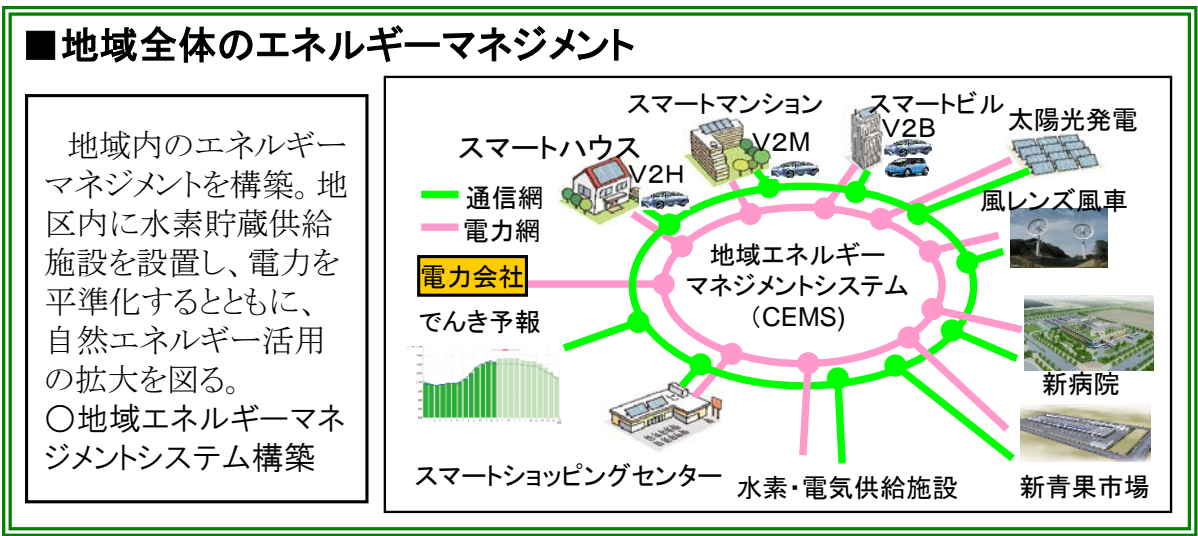 ■地域全体のエネルギーマネジメント
地域内のエネルギー
マネジメントを構築。地
区内に水素貯蔵供給
施設を設置し、電力を
平準化するとともに、
自然エネルギー活用
の拡大を図る。
○地域エネルギーマネ
ジメントシステム構築
スマートマンション
スマートビル
太陽光発電
スマートハウス
V2M
V2B
V2H
通信網
電力網
風レンズ風車
電力会社
でんき予報
地域エネルギー
マネジメントシステム
（CEMS)
新病院
スマートショッピングセンター
水素・電気供給施設
新青果市場